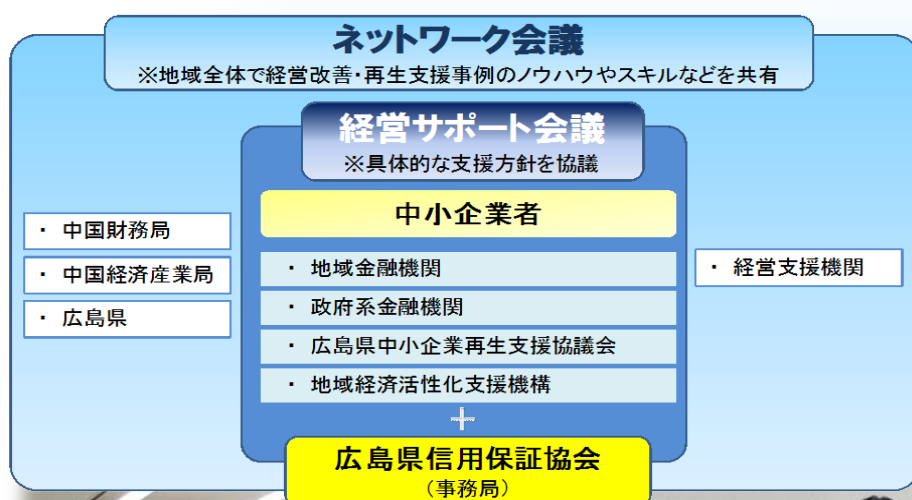 ネットワーク会議
※地域全体で経営改善・再生支援事例のノウハウやスキルなどを共有
経営サポート会議
※具体的な支援方針を協議
中小企業者
・ 中国財務局
・ 中国経済産業局
・ 広島県
・ 地域金融機関
・ 政府系金融機関
・ 広島県中小企業再生支援協議会
・ 地域経済活性化支援機構
・ 経営支援機関
＋
広島県信用保証協会
（事務局）